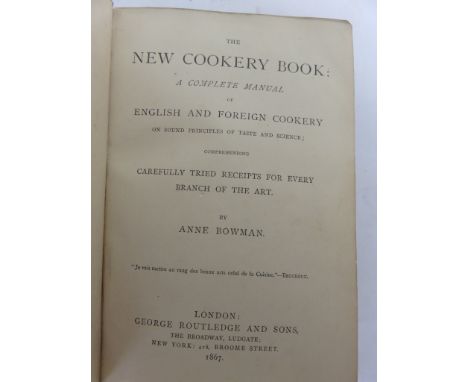 THE
NEW COOKERY BOOK:
A COMPLETE MANUAL
OF
ENGLISH AND FOREIGN COOKERY
ON SOUND PRINCIPLES OF TASTE AND SCIENCE;
COMPREHENDING
CAREFULLY TRIED RECEIPTS FOR EVERY
BRANCH OF THE ART.
BY
ANNE BOWMAN.
"Je mis mettre au rang des beaux arts celui de la Cuisine."—
LONDON:
GEORGE ROUTLEDGE AND SONS,
THE BROADWAY, LUDGATE;
NEW YORK: 416, BROOME STREET.
1867.